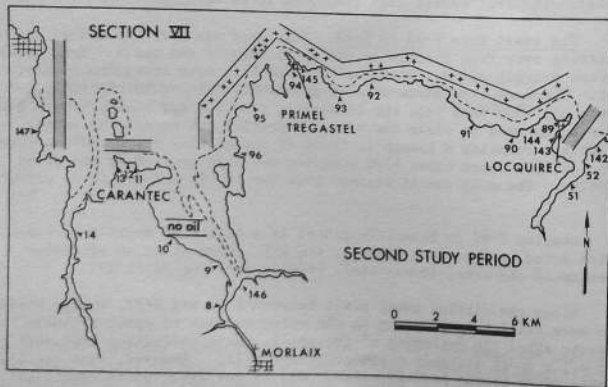 SECTION VII
94
145
PRIMEL
TREGASTEL
93
92
95
91
90
144
89
143
142
LOCQUIREC
52
51
147
96
13
12
11
CARANTEC
no oil
14
10
9
8
146
MORLAIX
SECOND STUDY PERIOD
N
0 2 4 6 KM